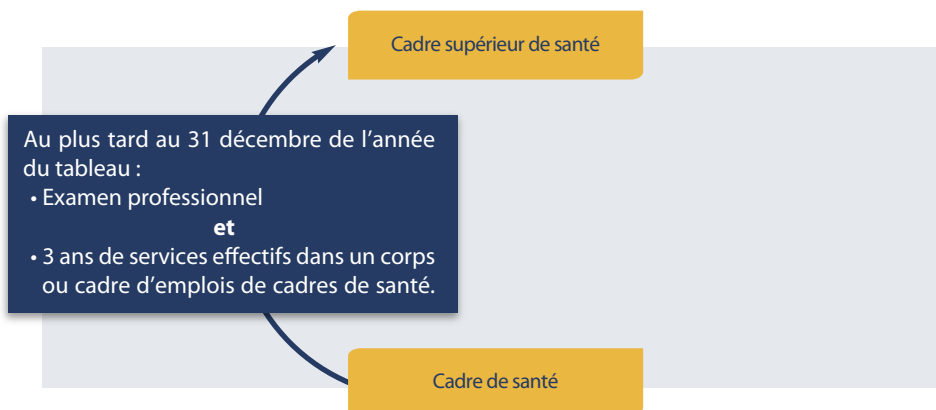 Cadre supérieur de santé
Au plus tard au 31 décembre de l'année
du tableau :
• Examen professionnel
et
• 3 ans de services effectifs dans un corps
ou cadre d'emplois de cadres de santé.
Cadre de santé